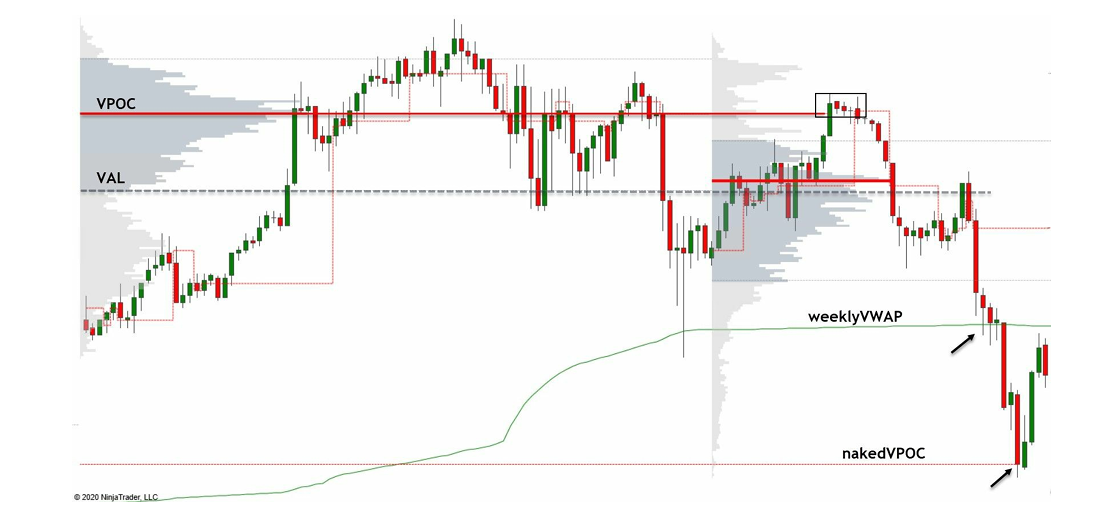 VPOC
VAL
weeklyVWAP
nakedVPOC
© 2020 NinjaTrader, LLC